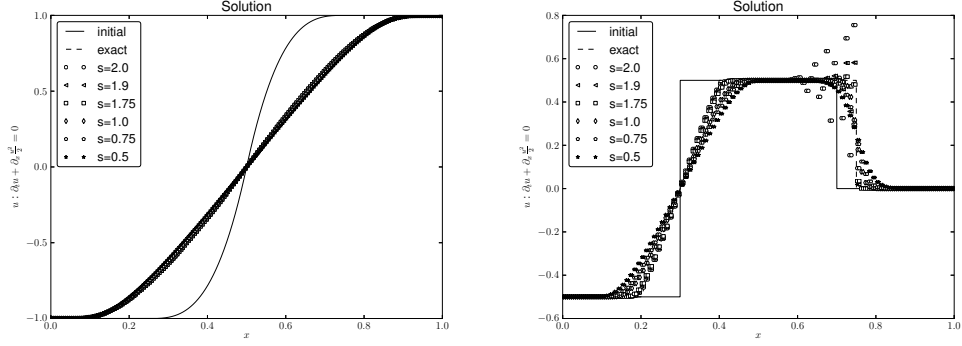 Solution
1.0
0.5
0.0
−0.5
−1.0
0.0
0.2
0.4
0.6
0.8
1.0
x
u : ∂ₜu + ∂ₓ u²/2 = 0
initial
exact
s=2.0
s=1.9
s=1.75
s=1.0
s=0.75
s=0.5
Solution
0.8
0.6
0.4
0.2
0.0
−0.2
−0.4
−0.6
0.0
0.2
0.4
0.6
0.8
1.0
x
u : ∂ₜu + ∂ₓ u²/2 = 0
initial
exact
s=2.0
s=1.9
s=1.75
s=1.0
s=0.75
s=0.5